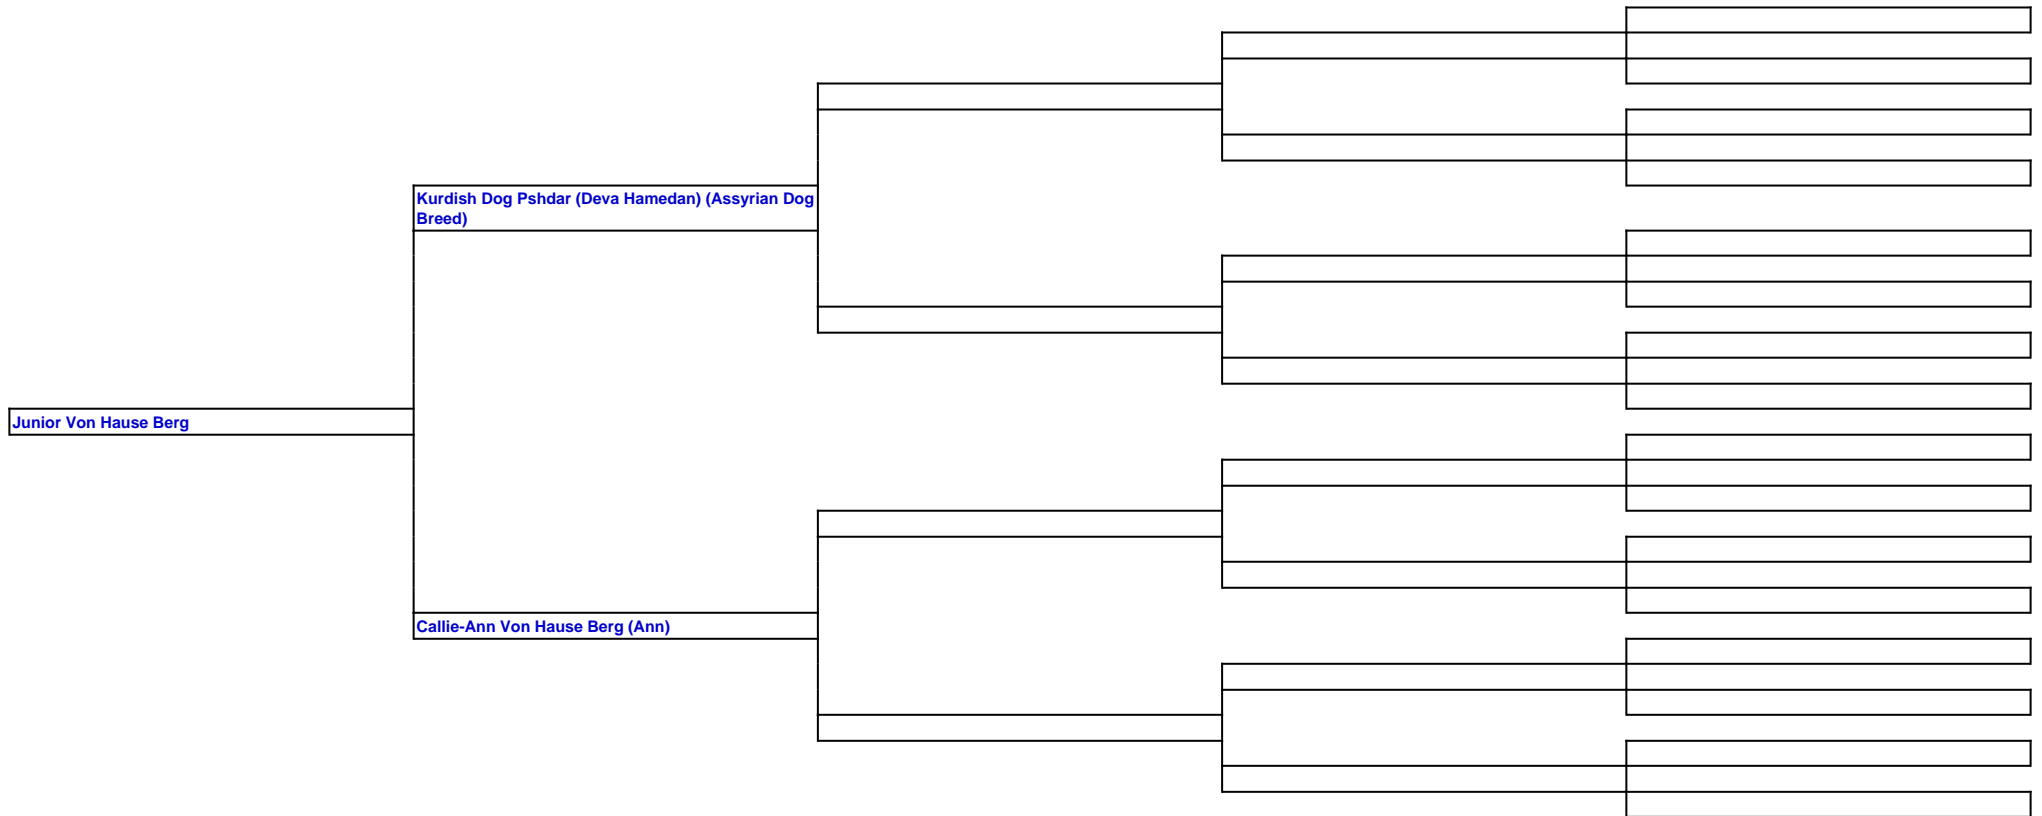 Kurdish Dog Pshdar (Deva Hamedan) (Assyrian Dog
Breed)
Junior Von Hause Berg
Callie-Ann Von Hause Berg (Ann)